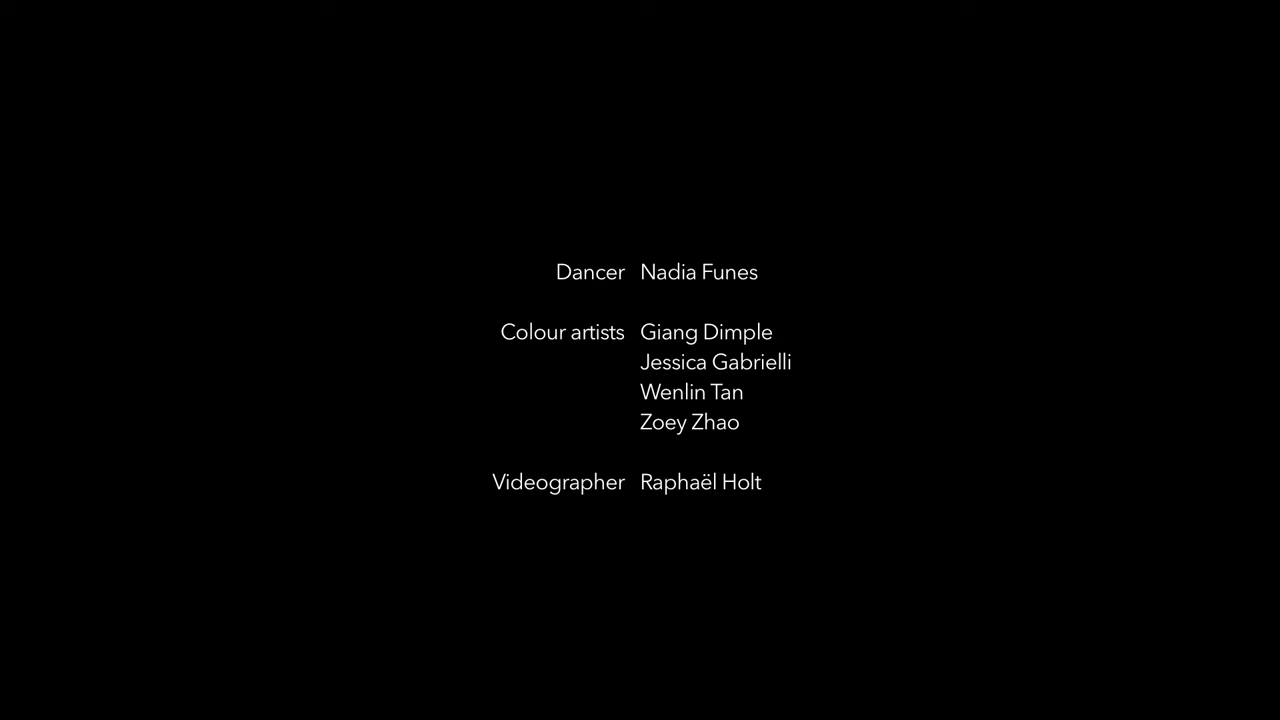 Dancer Nadia Funes
Colour artists Giang Dimple
Jessica Gabrielli
Wenlin Tan
Zoey Zhao
Videographer Raphaël Holt